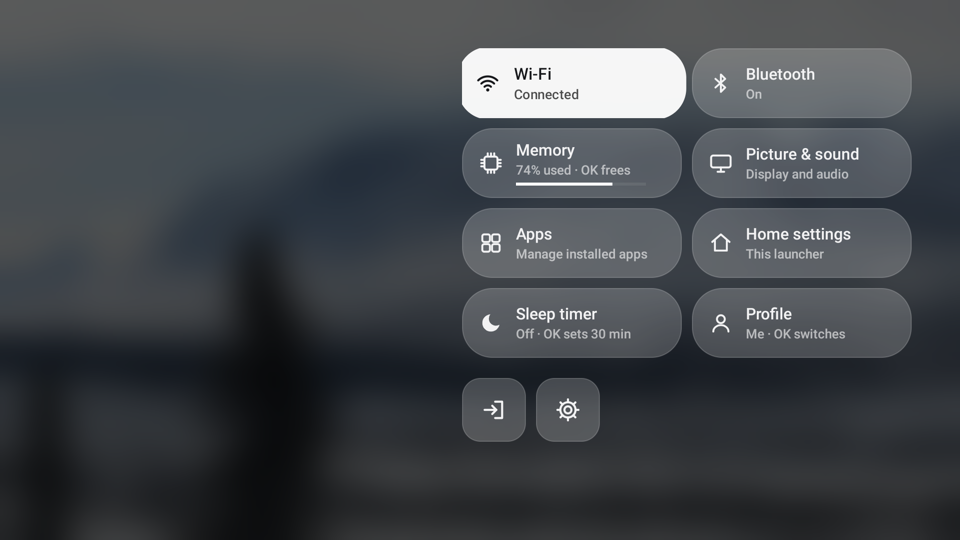 Wi-Fi
Connected
Bluetooth
On
Memory
74% used · OK frees
Picture & sound
Display and audio
Apps
Manage installed apps
Home settings
This launcher
Sleep timer
Off · OK sets 30 min
Profile
Me · OK switches